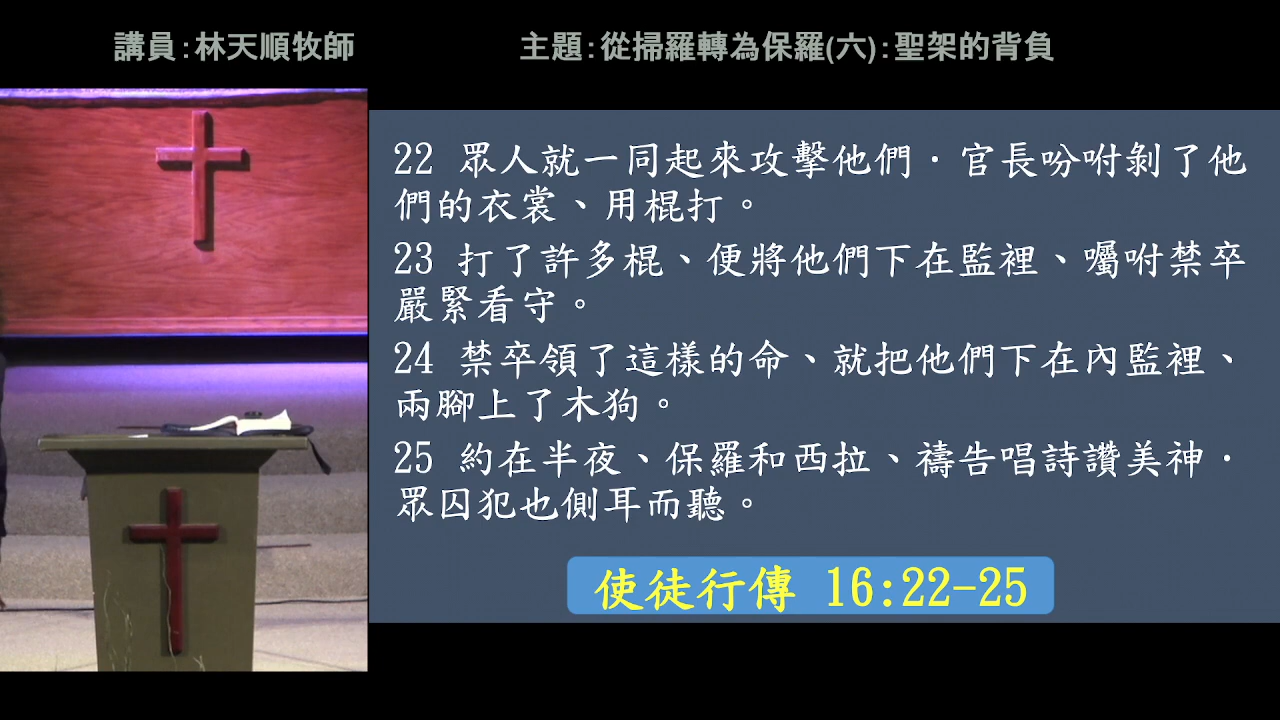 講員:林天順牧師
主題:從掃羅轉為保羅(六):聖架的背負
22 眾人就一同起來攻擊他們．官長吩咐剝了他
們的衣裳、用棍打。
23 打了許多棍、便將他們下在監裡、囑咐禁卒
嚴緊看守。
24 禁卒領了這樣的命、就把他們下在內監裡、
兩腳上了木狗。
25 約在半夜、保羅和西拉、禱告唱詩讚美神．
眾囚犯也側耳而聽。
使徒行傳 16:22-25